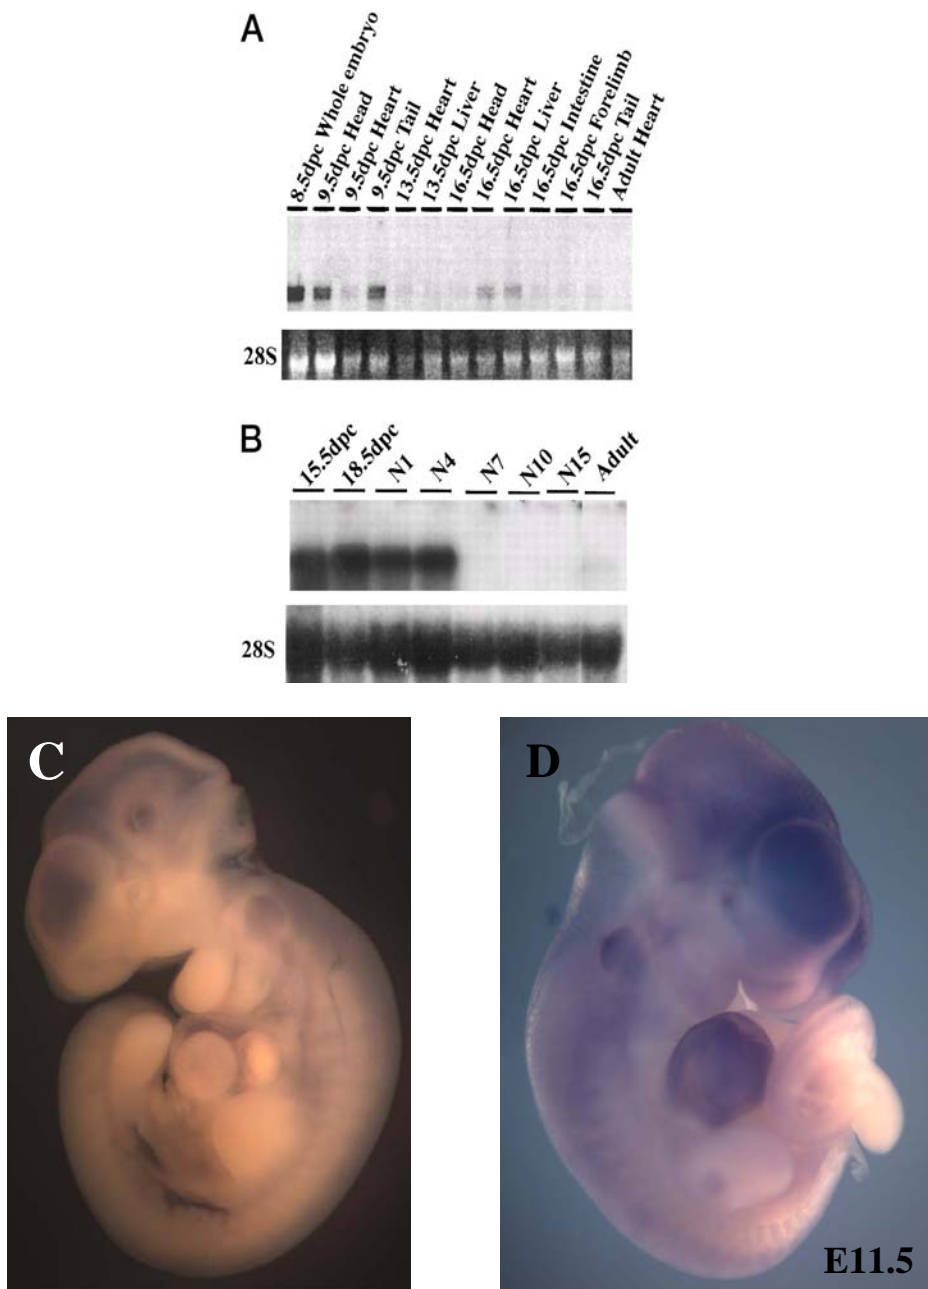 A
8.5dpc Whole embryo
9.5dpc Head
9.5dpc Heart
9.5dpc Tail
13.5dpc Heart
13.5dpc Liver
16.5dpc Head
16.5dpc Heart
16.5dpc Liver
16.5dpc Intestine
16.5dpc Forelimb
16.5dpc Tail
Adult Heart
28S
B
15.5dpc
18.5dpc
N1
N4
N7
N10
N15
Adult
28S
C
D
E11.5